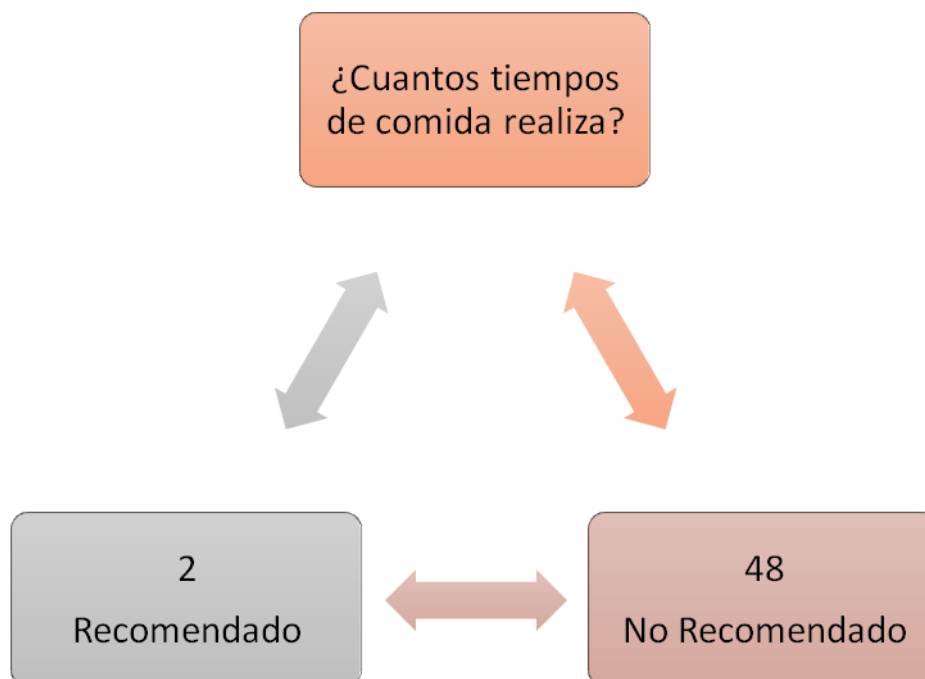 ¿Cuantos tiempos
de comida realiza?
2
Recomendado
48
No Recomendado